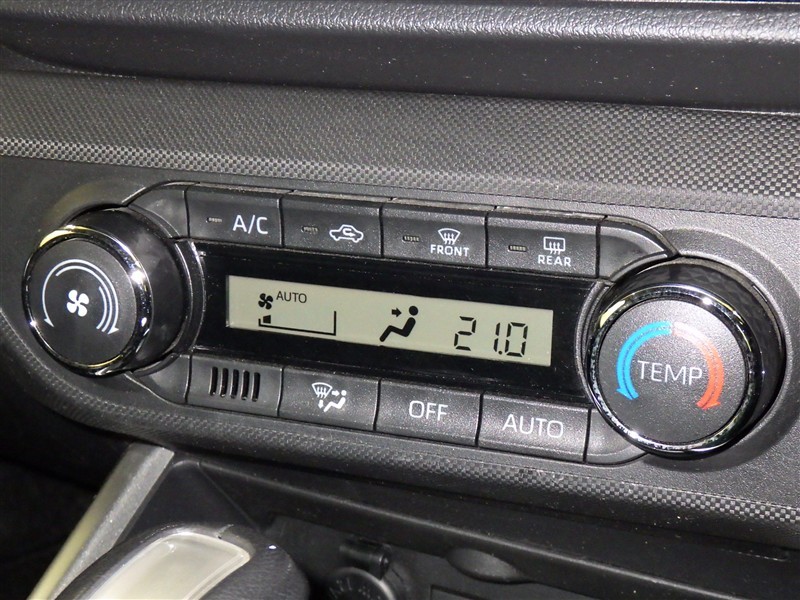 A/C
FRONT
REAR
AUTO
21.0
TEMP
OFF
AUTO